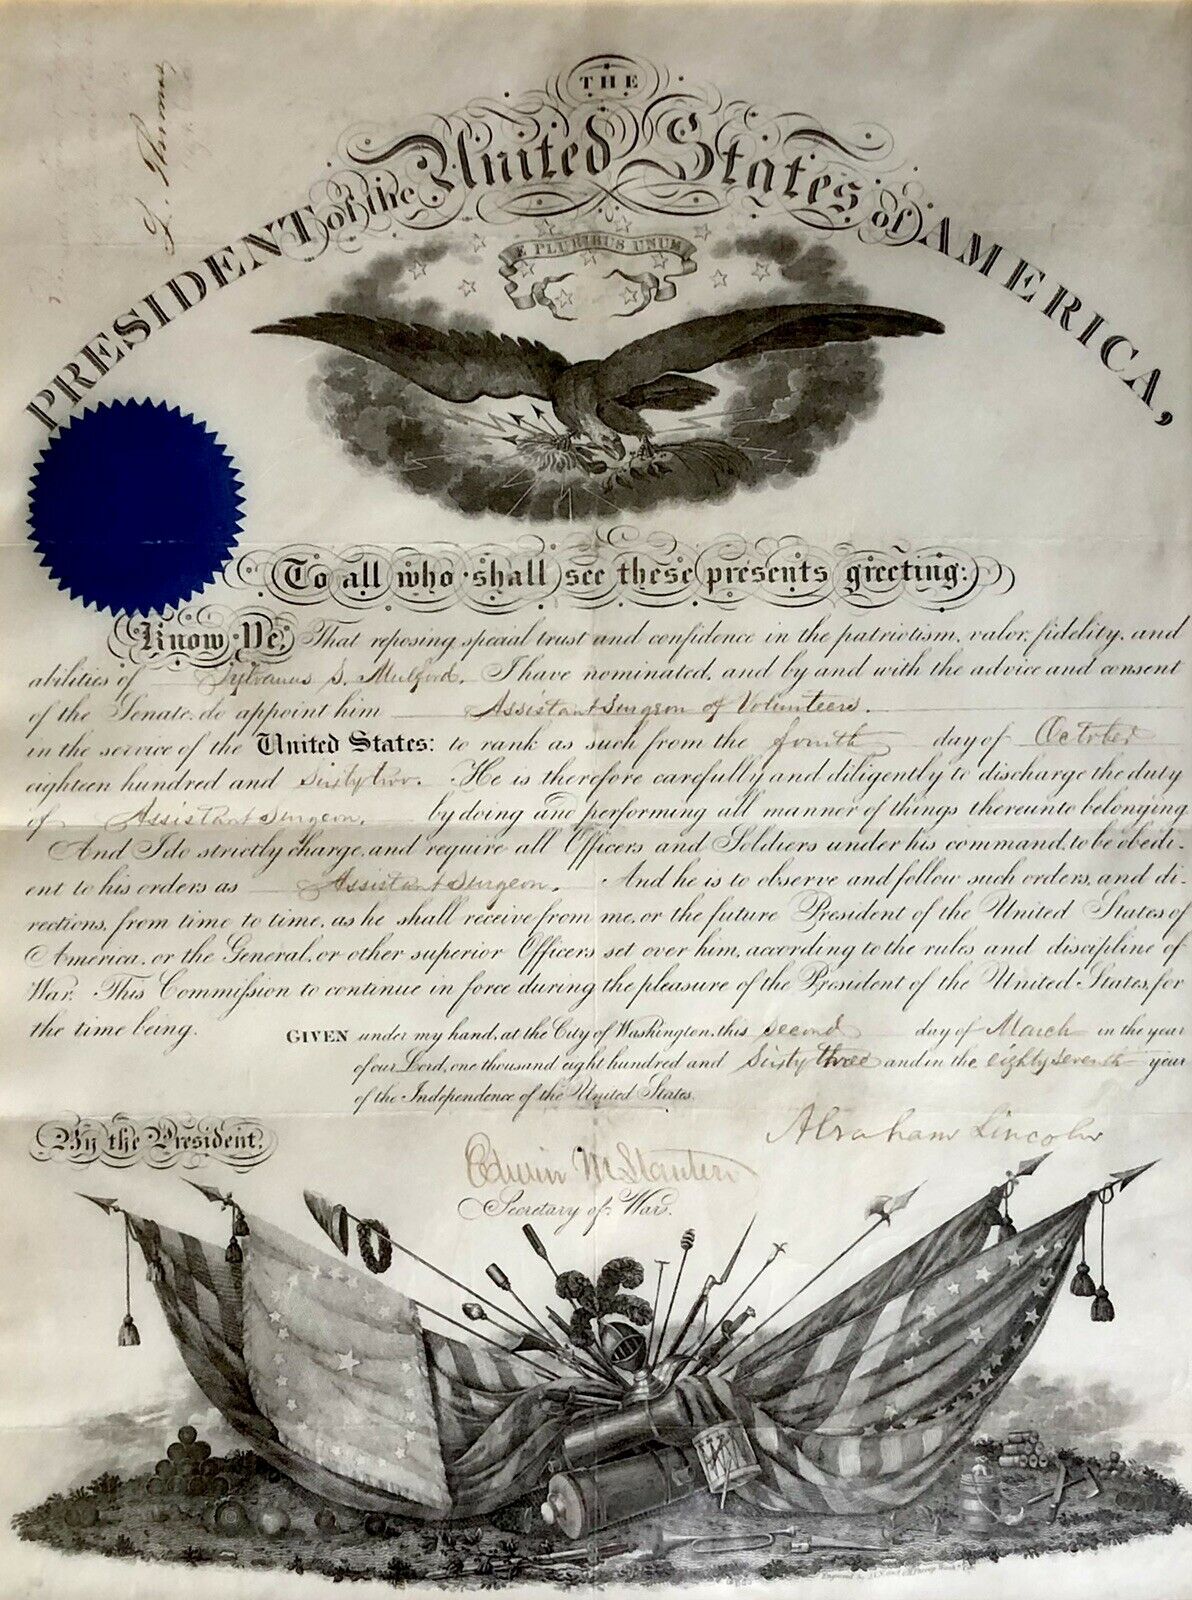 L. Thomas
THE
PRESIDENT of the United States of AMERICA,
E PLURIBUS UNUM
To all who shall see these presents greeting:
Know Ye, That reposing special trust and confidence in the patriotism, valor, fidelity, and
abilities of Sylvanus S. Mulford, I have nominated, and by and with the advice and consent
of the Senate, do appoint him Assistant Surgeon of Volunteers.
in the service of the United States: to rank as such from the fourth day of October
eighteen hundred and sixty two. He is therefore carefully and diligently to discharge the duty
of Assistant Surgeon, by doing and performing all manner of things thereunto belonging.
And I do strictly charge, and require all Officers and Soldiers under his command, to be obedi-
ent to his orders as Assistant Surgeon. And he is to observe and follow such orders, and di-
rections, from time to time, as he shall receive from me, or the future President of the United States of
America, or the General, or other superior Officers set over him, according to the rules and discipline of
War. This Commission to continue in force during the pleasure of the President of the United States, for
the time being.
GIVEN under my hand, at the City of Washington, this second day of March in the year
of our Lord, one thousand eight hundred and Sixty three and in the eighty seventh year
of the Independence of the United States.
Abraham Lincoln
By the President.
Edwin M Stanton
Secretary of War.